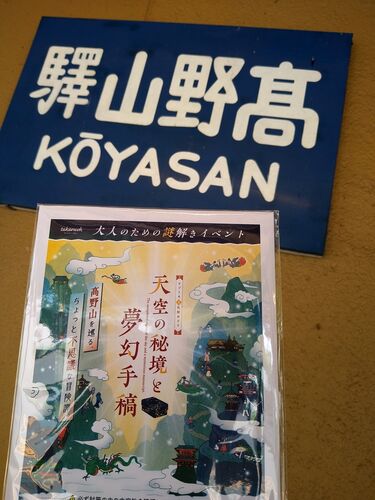 驛山野髙
KŌYASAN
takarush
大人のための謎解きイベント
天空の秘境と
夢幻手稿
高野山を巡る
ちょっと不思議な冒険譚